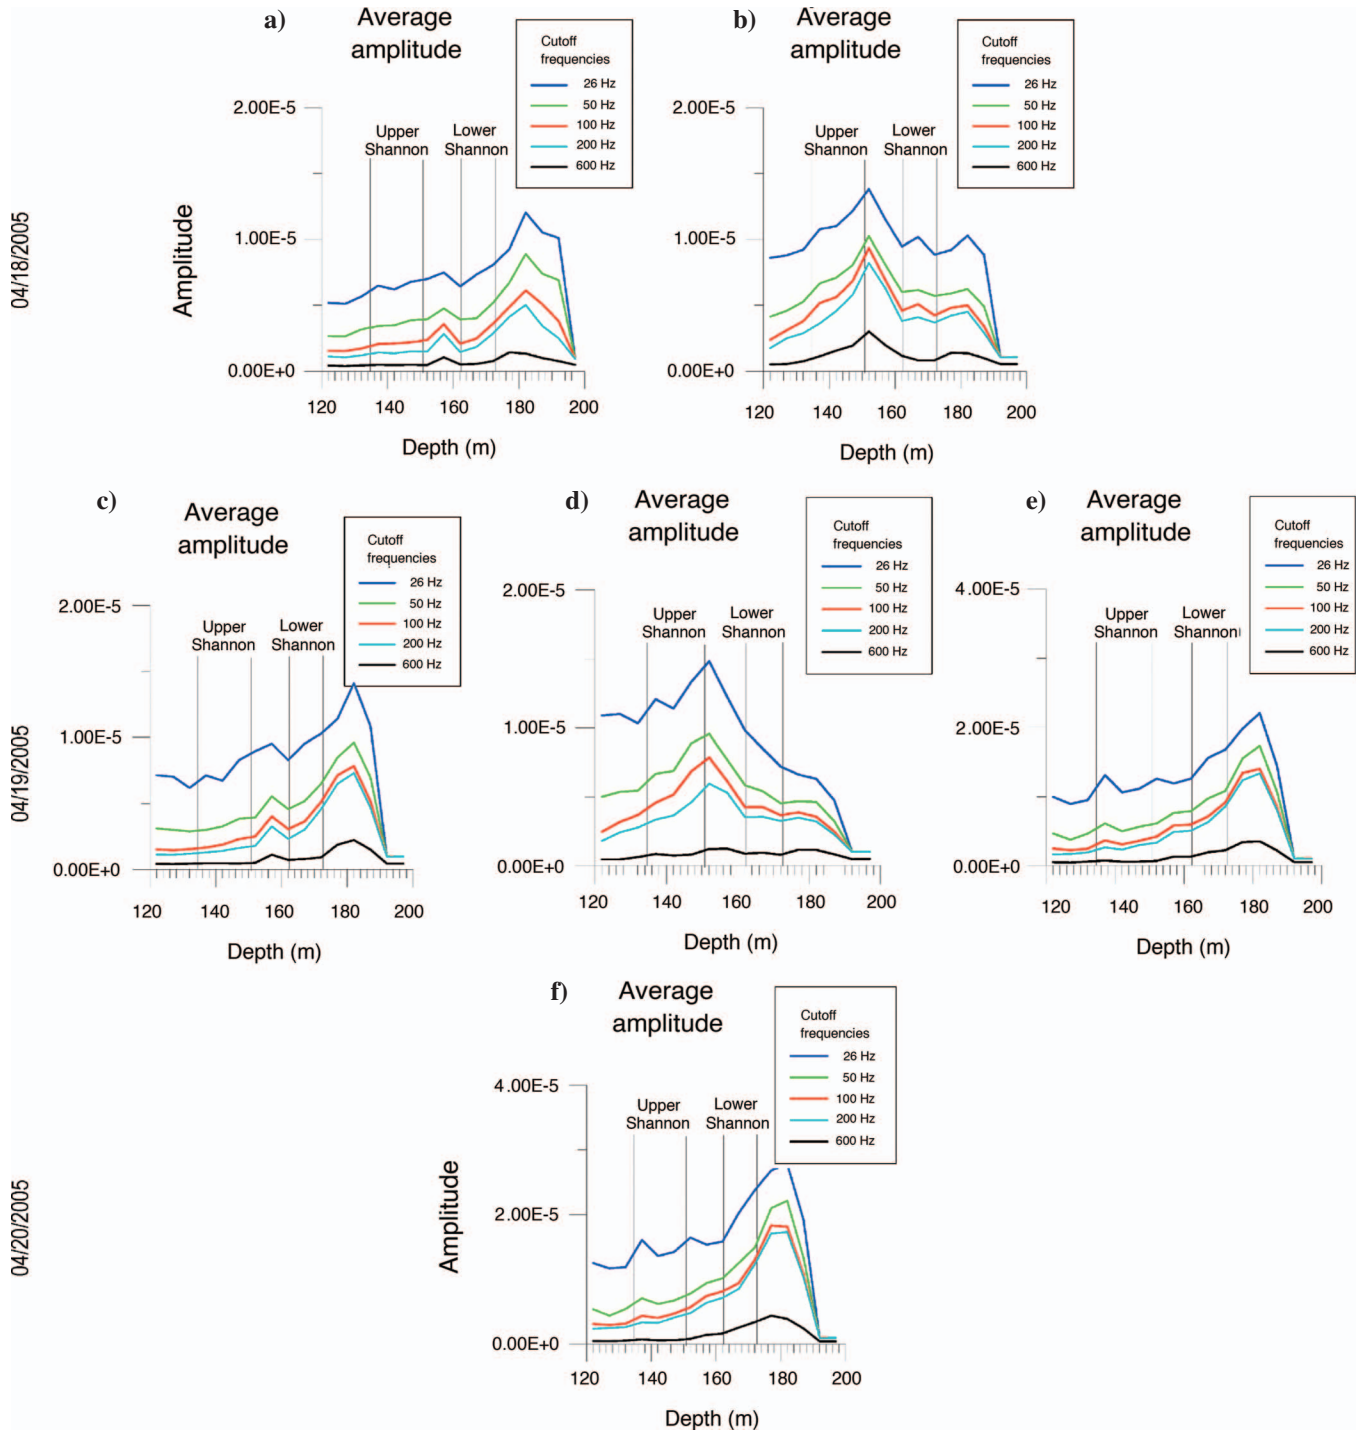 04/18/2005
a)
Average
amplitude
Cutoff
frequencies
26 Hz
50 Hz
100 Hz
200 Hz
600 Hz
Upper
Shannon
Lower
Shannon
2.00E-5
1.00E-5
0.00E+0
Amplitude
120 140 160 180 200
Depth (m)
b)
Average
amplitude
Cutoff
frequencies
26 Hz
50 Hz
100 Hz
200 Hz
600 Hz
Upper
Shannon
Lower
Shannon
2.00E-5
1.00E-5
0.00E+0
120 140 160 180 200
Depth (m)
04/19/2005
c)
Average
amplitude
Cutoff
frequencies
26 Hz
50 Hz
100 Hz
200 Hz
600 Hz
Upper
Shannon
Lower
Shannon
2.00E-5
1.00E-5
0.00E+0
120 140 160 180 200
Depth (m)
d)
Average
amplitude
Cutoff
frequencies
26 Hz
50 Hz
100 Hz
200 Hz
600 Hz
Upper
Shannon
Lower
Shannon
2.00E-5
1.00E-5
0.00E+0
120 140 160 180 200
Depth (m)
e)
Average
amplitude
Cutoff
frequencies
26 Hz
50 Hz
100 Hz
200 Hz
600 Hz
Upper
Shannon
Lower
Shannon
4.00E-5
2.00E-5
0.00E+0
120 140 160 180 200
Depth (m)
04/20/2005
f)
Average
amplitude
Cutoff
frequencies
26 Hz
50 Hz
100 Hz
200 Hz
600 Hz
Upper
Shannon
Lower
Shannon
4.00E-5
2.00E-5
0.00E+0
Amplitude
120 140 160 180 200
Depth (m)